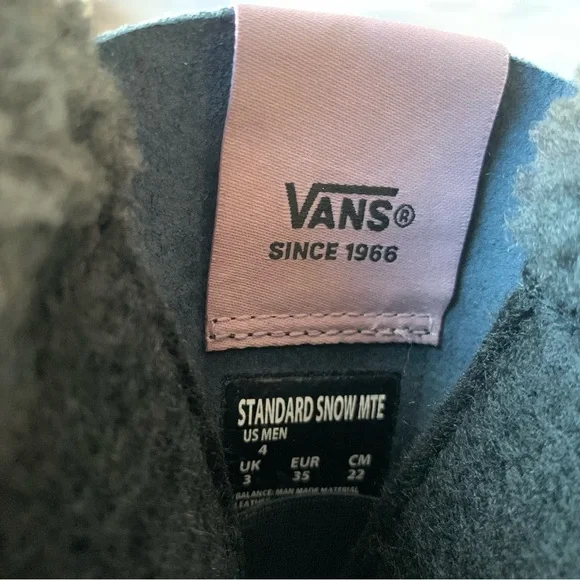 VANS®
SINCE 1966
STANDARD SNOW MTE
US MEN
4
UK EUR CM
3 35 22
BALANCE: MAN MADE MATERIAL
LEATHER